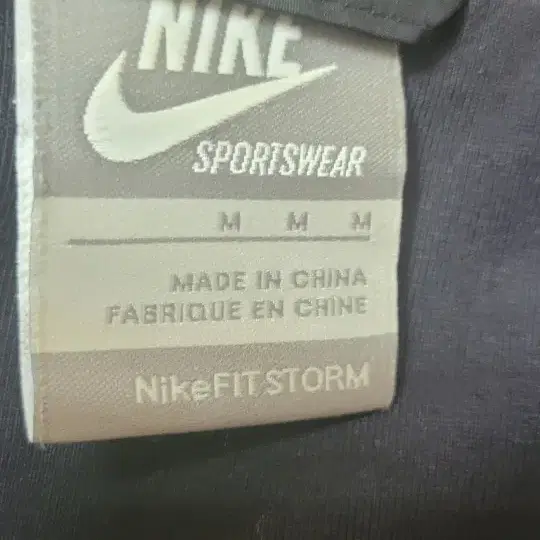 NIKE
SPORTSWEAR
M M M
MADE IN CHINA
FABRIQUE EN CHINE
NikeFIT STORM